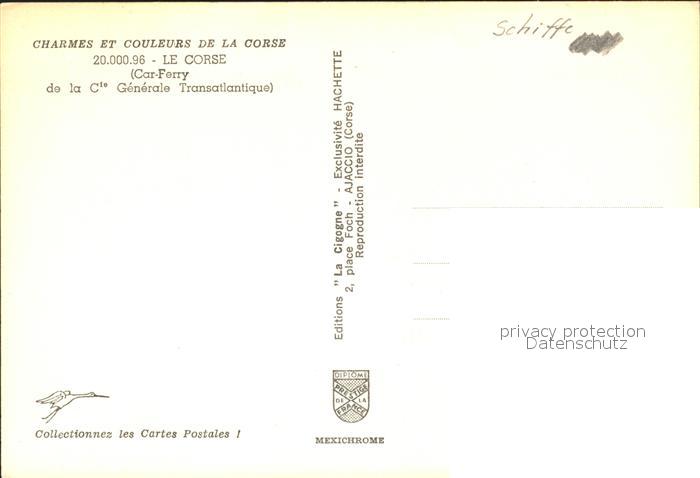 CHARMES ET COULEURS DE LA CORSE
20.000.96 - LE CORSE
(Car-Ferry
de la Cie Générale Transatlantique)
Schiffe
Editions "La Cigogne" - Exclusivité HACHETTE
2, place Foch - AJACCIO (Corse)
Reproduction interdite
privacy protection
Datenschutz
DIPLOME
PRESTIGE
DE LA
FRANCE
Collectionnez les Cartes Postales !
MEXICHROME